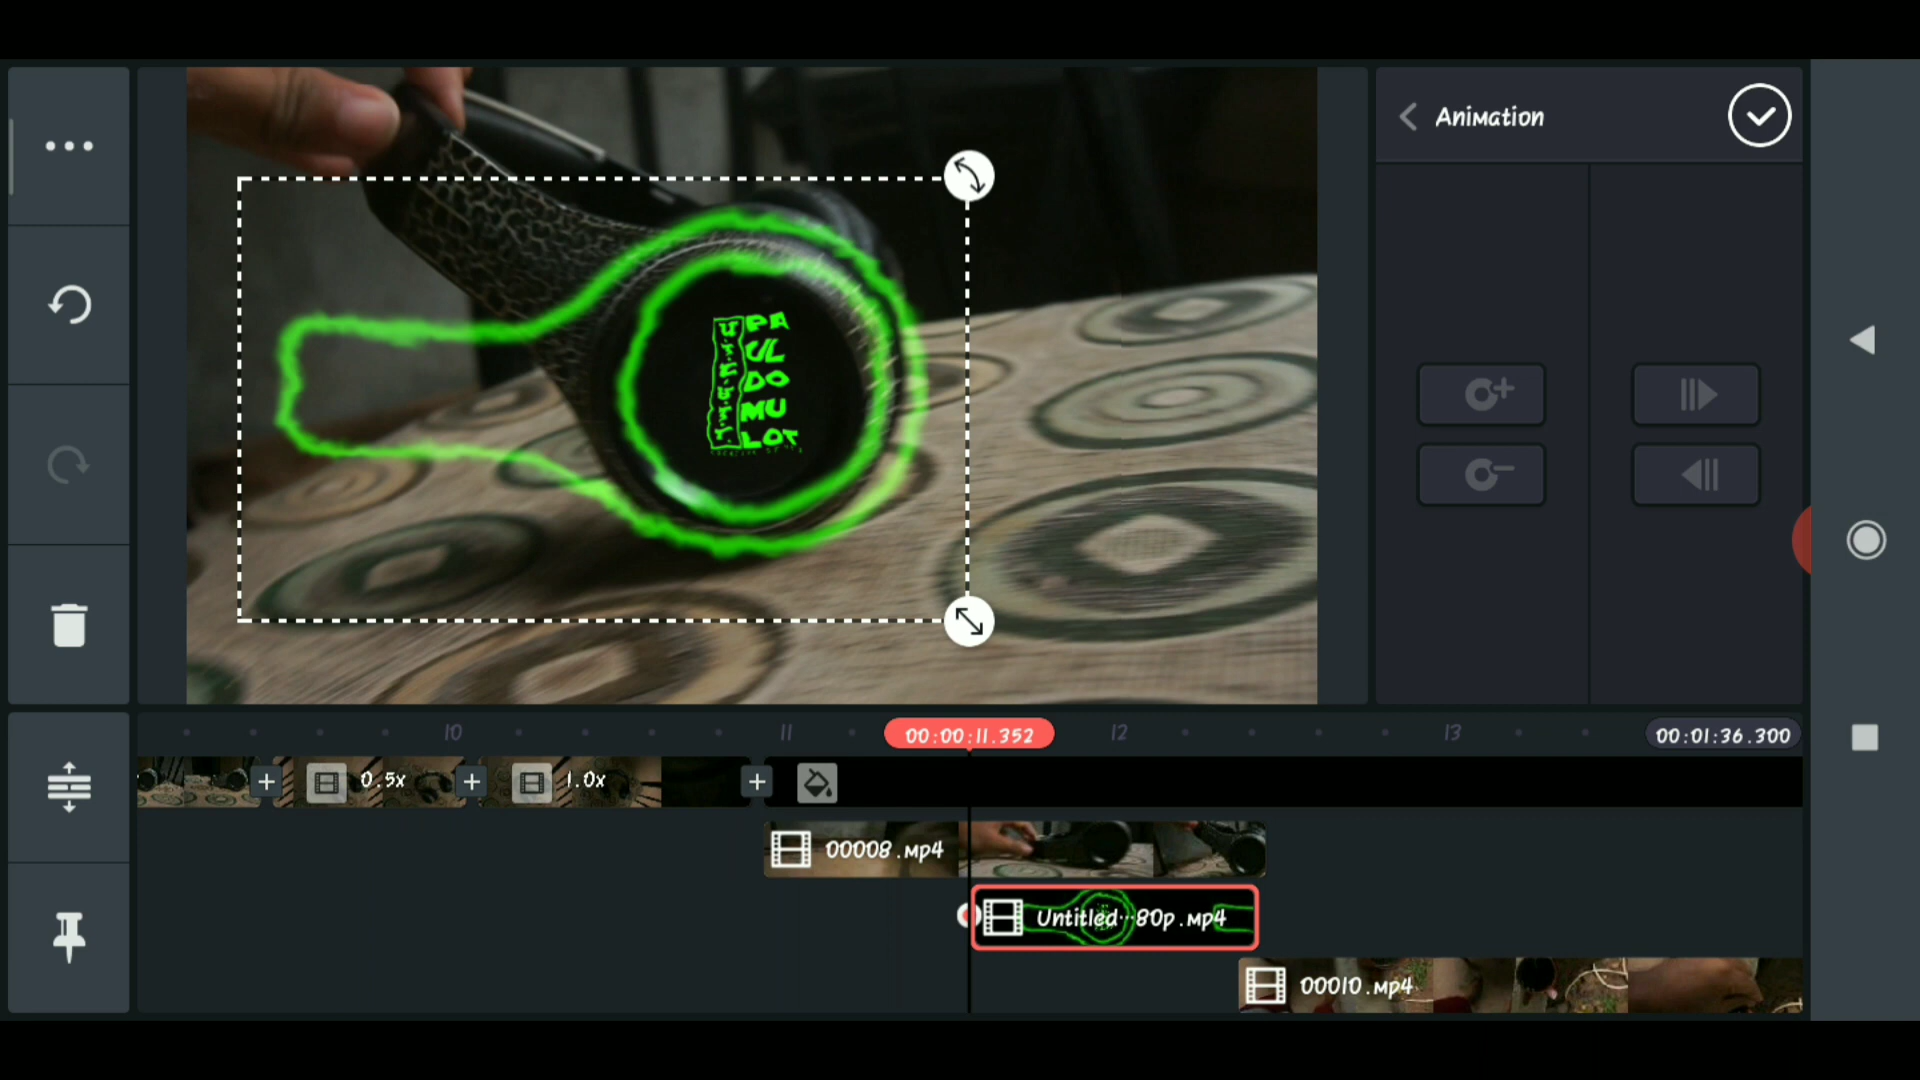 Animation
PA
UL
DO
MU
LOT
10
11
00:00:11.352
12
13
00:01:36.300
0.5x
1.0x
00008.mp4
Untitled…80p.mp4
00010.mp4